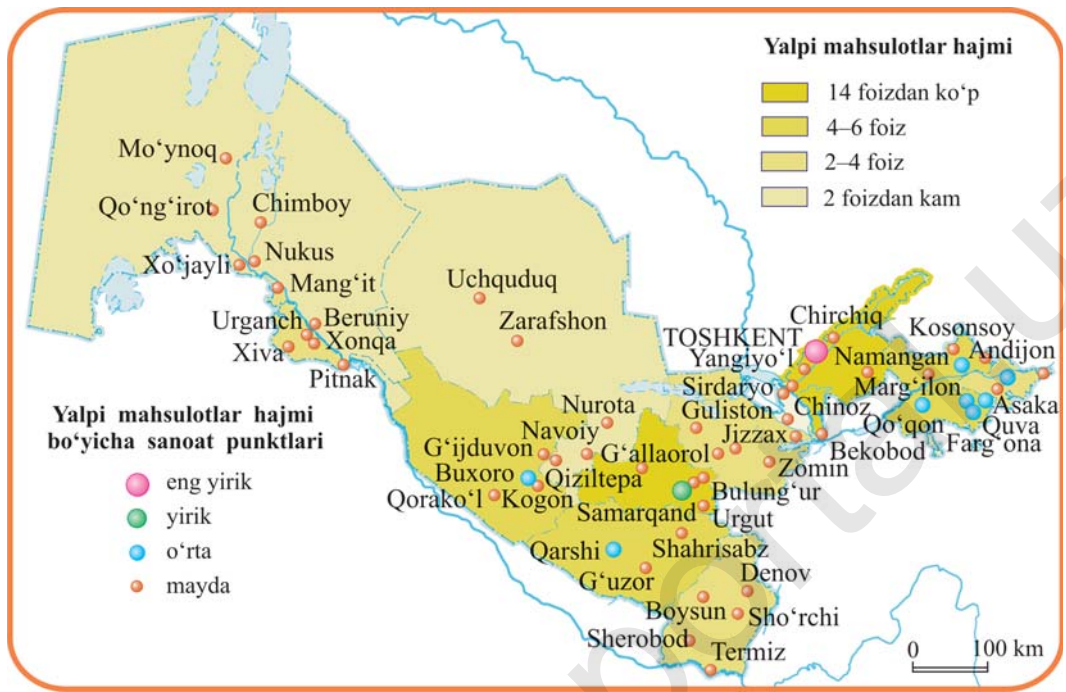 Yalpi mahsulotlar hajmi
14 foizdan ko‘p
4–6 foiz
2–4 foiz
2 foizdan kam
Mo‘ynoq
Qo‘ng‘irot
Chimboy
Xo‘jayli
Nukus
Mang‘it
Uchquduq
Urganch
Beruniy
Zarafshon
Xiva
Xonqa
Pitnak
Chirchiq
TOSHKENT
Kosonsoy
Yangiyo‘l
Namangan
Andijon
Sirdaryo
Marg‘ilon
Guliston
Chinoz
Asaka
Qo‘qon
Quva
Nurota
Jizzax
Bekobod
Farg‘ona
Navoiy
G‘ijduvon
G‘allaorol
Zomin
Buxoro
Qiziltepa
Bulung‘ur
Qorako‘l
Kogon
Samarqand
Urgut
Qarshi
Shahrisabz
G‘uzor
Denov
Boysun
Sho‘rchi
Sherobod
Termiz
Yalpi mahsulotlar hajmi
bo‘yicha sanoat punktlari
eng yirik
yirik
o‘rta
mayda
0 100 km